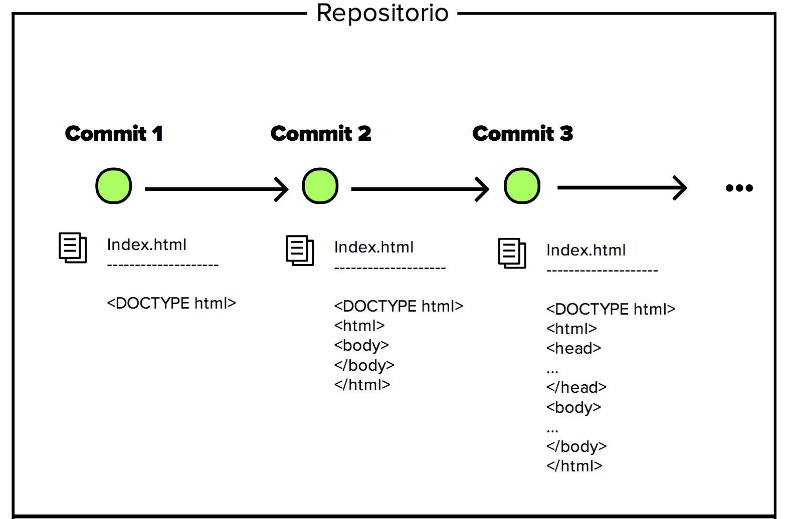 Repositorio
Commit 1
Commit 2
Commit 3
...
Index.html
--------------------
<DOCTYPE html>
Index.html
--------------------
<DOCTYPE html>
<html>
<body>
</body>
</html>
Index.html
--------------------
<DOCTYPE html>
<html>
<head>
...
</head>
<body>
...
</body>
</html>